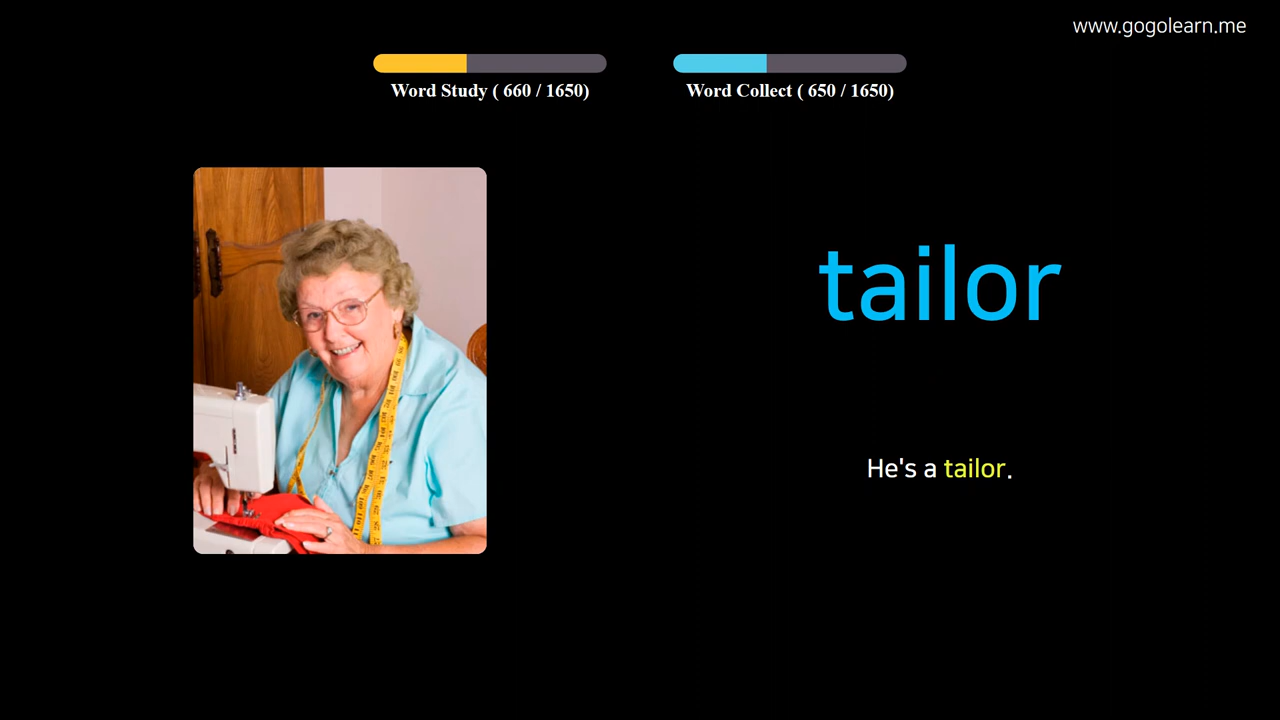 www.gogolearn.me
Word Study ( 660 / 1650)
Word Collect ( 650 / 1650)
tailor
He's a tailor.